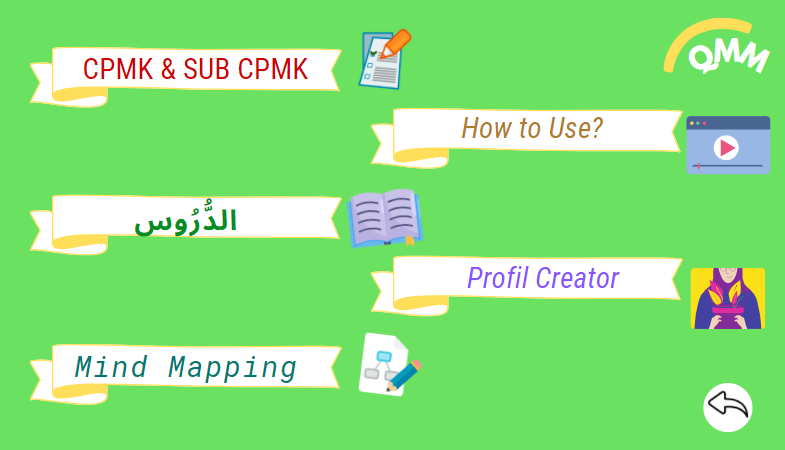 QMM
CPMK & SUB CPMK
How to Use?
الدُّرُوس
Profil Creator
Mind Mapping